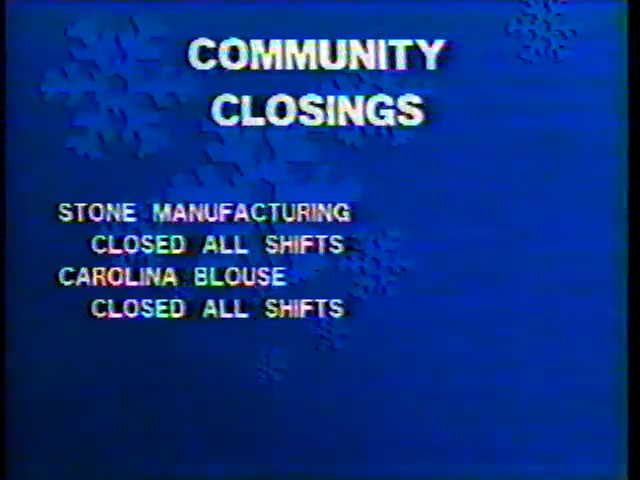 COMMUNITY
CLOSINGS
STONE MANUFACTURING
CLOSED ALL SHIFTS
CAROLINA BLOUSE
CLOSED ALL SHIFTS